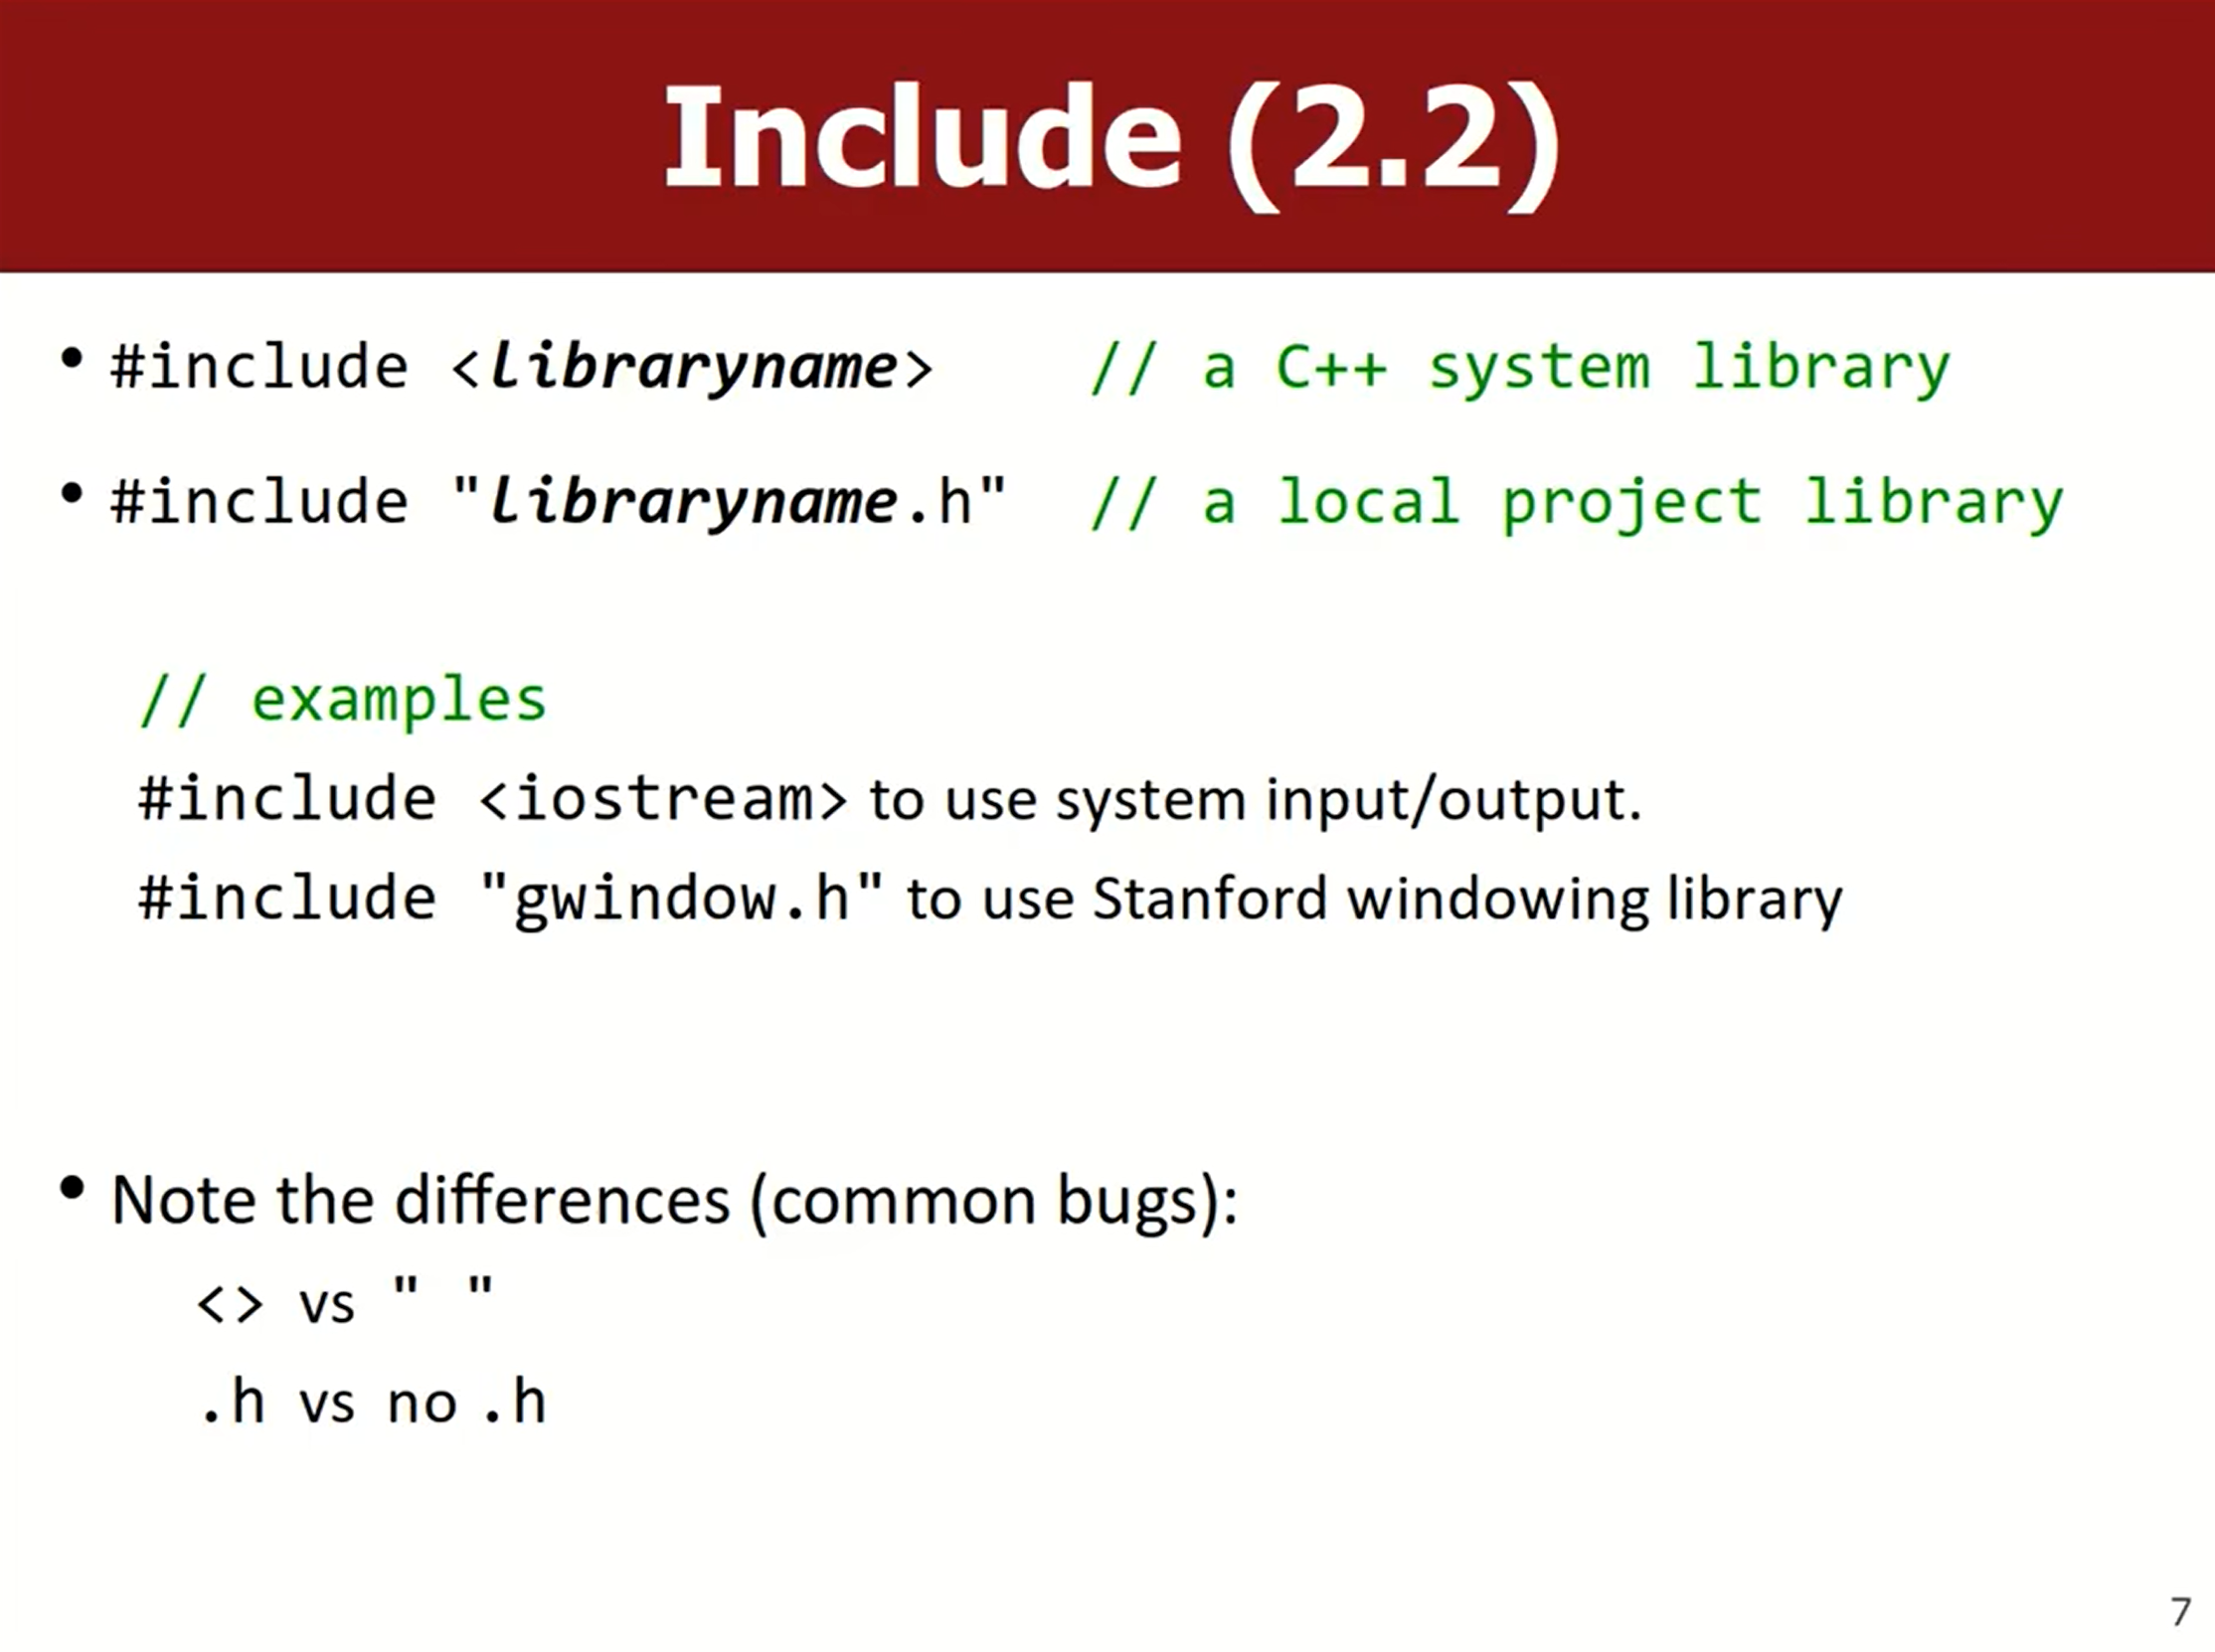 Include (2.2)
• #include <libraryname> // a C++ system library
• #include "libraryname.h" // a local project library
// examples
#include <iostream> to use system input/output.
#include "gwindow.h" to use Stanford windowing library
• Note the differences (common bugs):
<> vs " "
.h vs no .h
7